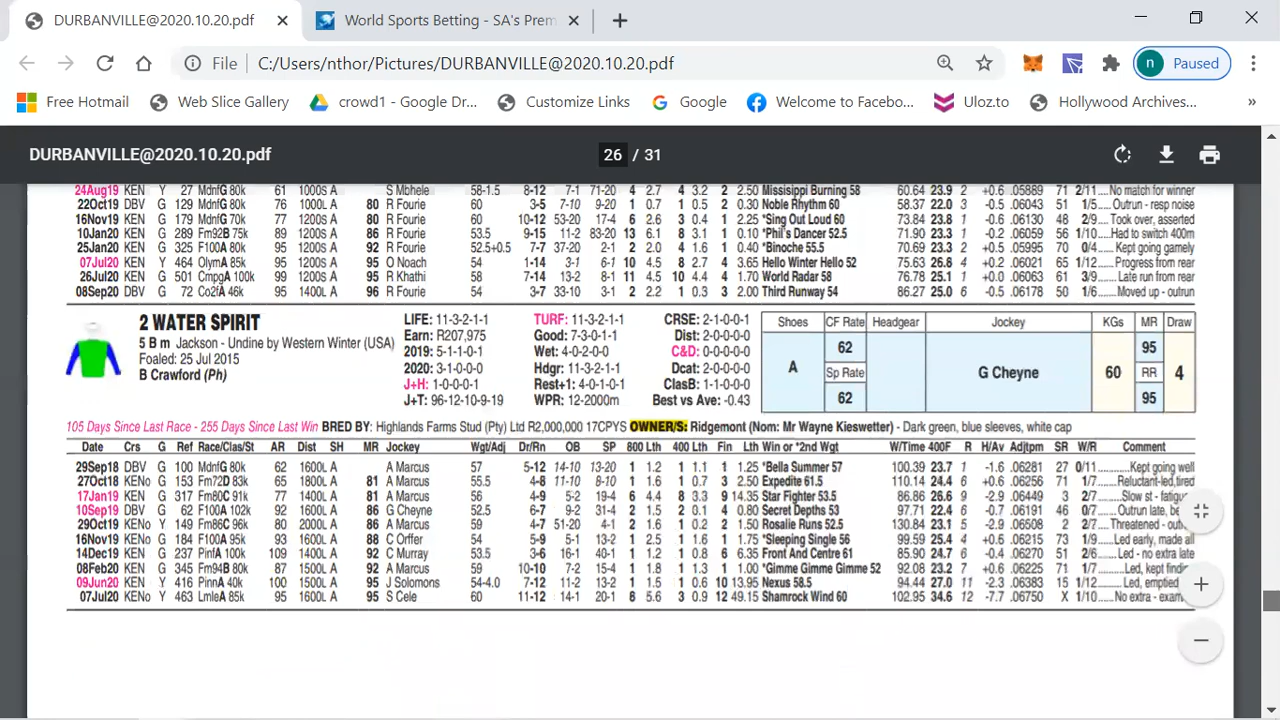 DURBANVILLE@2020.10.20.pdf
World Sports Betting - SA's Prem
File C:/Users/nthor/Pictures/DURBANVILLE@2020.10.20.pdf
n Paused
Free Hotmail Web Slice Gallery crowd1 - Google Dr... Customize Links Google Welcome to Faceb... Uloz.to Hollywood Archives... »
DURBANVILLE@2020.10.20.pdf 26 / 31
24Aug19 KEN Y 27 MdnfG 80k 61 1000S A S Mbhele 58-1.5 8-12 7-1 71-20 4 2.7 4 3.2 2 2.50 Missisippi Burning 58 60.64 23.9 2 +0.6 .05889 71 2/11.... No match for winner
22Oct19 DBV G 129 MdnfG 80k 76 1000S A 80 R Fourie 60 3-5 7-10 9-20 1 0.7 1 0.5 2 0.30 Noble Rhythm 60 58.37 22.0 3 -0.5 .06043 51 1/5.... Outrun - resp noise
16Nov19 KEN G 179 MdnfG 70k 77 1200S A 80 R Fourie 60 10-12 53-20 17-4 6 2.6 3 0.4 1 2.25 *Sing Out Loud 60 73.84 23.8 1 -0.6 .06130 48 2/9.... Took over, asserted
10Jan20 KEN G 289 Fm92B 75k 89 1200S A 86 R Fourie 53.5 9-15 11-2 83-20 13 6.1 8 3.1 1 0.10 *Phil's Dancer 52.5 71.90 23.3 1 -0.2 .06059 56 1/10....Had to switch 400m
25Jan20 KEN G 325 F100A 80k 95 1200S A 92 R Fourie 52.5+0.5 7-7 37-20 2-1 2 2.0 4 1.6 1 0.40 *Binoche 55.5 70.69 23.3 2 +0.5 .05995 70 0/4.... Kept going gamely
07Jul20 KEN Y 464 OlymA 85k 95 1200S A 95 O Noach 54 1-14 3-1 6-1 10 4.5 8 2.7 4 3.65 Hello Winter Hello 52 75.63 26.6 4 +0.2 .06021 65 1/12.... Progress from rear
26Jul20 KEN G 501 CmpgA 100k 99 1200S A 95 R Khathi 58 7-14 13-2 8-1 11 4.5 10 4.4 4 1.70 World Radar 58 76.78 25.1 1 +0.0 .06063 61 3/9.... Late run from rear
08Sep20 DBV G 72 Co2fA 46k 95 1400L A 96 R Fourie 54 3-7 33-10 3-1 2 2.2 1 0.3 3 2.00 Third Runway 54 86.27 25.0 6 -0.5 .06178 50 1/6.... Moved up - outrun
2 WATER SPIRIT
5 B m Jackson - Undine by Western Winter (USA)
Foaled: 25 Jul 2015
B Crawford (Ph)
LIFE: 11-3-2-1-1 TURF: 11-3-2-1-1 CRSE: 2-1-0-0-1
Earn: R207,975 Good: 7-3-0-1-1 Dist: 2-0-0-0-0
2019: 5-1-1-0-1 Wet: 4-0-2-0-0 C&D: 0-0-0-0-0
2020: 3-1-0-0-0 Hdgr: 11-3-2-1-1 Dcat: 2-0-0-0-0
J+H: 1-0-0-0-1 Rest+1: 4-0-1-0-1 ClasB: 1-1-0-0-0
J+T: 96-12-10-9-19 WPR: 12-2000m Best vs Ave: -0.43
Shoes CF Rate Headgear Jockey KGs MR Draw
A 62 G Cheyne 60 95 4
Sp Rate RR
62 95
105 Days Since Last Race - 255 Days Since Last Win BRED BY: Highlands Farms Stud (Pty) Ltd R2,000,000 17CPYS OWNER/S: Ridgemont (Nom: Mr Wayne Kieswetter) - Dark green, blue sleeves, white cap
Date Crs G Ref Race/Clas/St AR Dist SH MR Jockey Wgt/Adj Dr/Rn OB SP 800 Lth 400 Lth Fin Lth Win or *2nd Wgt W/Time 400F R H/Av Adjtpm SR W/R Comment
29Sep18 DBV G 100 MdnfG 80k 62 1600L A A Marcus 57 5-12 14-10 13-20 1 1.2 1 1.1 1 1.25 *Bella Summer 57 100.39 23.7 1 -1.6 .06281 27 0/11.........Kept going well
27Oct18 KENo G 153 Fm72D 83k 65 1800L A 81 A Marcus 55.5 4-8 11-10 8-10 1 1.6 1 0.7 3 2.50 Expedite 61.5 110.14 24.4 6 -0.6 .06256 71 1/7......Reluctant-led,tired
17Jan19 KEN G 317 Fm80C 91k 77 1400L A 81 A Marcus 56 4-9 5-2 19-4 6 4.4 8 3.3 9 14.35 Star Fighter 53.5 86.86 26.6 9 -2.9 .06449 3 2/7...... Slow st - fatigu
10Sep19 DBV G 62 F100A 102k 92 1600L A 86 G Cheyne 52.5 6-7 9-2 31-4 2 1.5 2 0.1 4 0.80 Secret Depths 53 97.71 22.4 6 -0.7 .06191 46 0/7...... Outrun late, be
29Oct19 KENo Y 149 Fm86C 96k 80 2000L A 86 A Marcus 59 4-7 51-20 4-1 2 1.6 1 0.2 2 1.50 Rosalie Runs 52.5 130.84 23.1 5 -2.9 .06508 2 2/7..... Threatened - out
16Nov19 KENo G 184 F100A 95k 93 1600L A 88 C Orffer 54 5-9 5-1 13-2 2.5 1 1.6 1 1.75 *Sleeping Single 56 99.59 25.4 4 -0.3 .06215 73 1/9...... Led early, made all
14Dec19 KEN G 237 PinfA 100k 109 1400L A 92 C Murray 53.5 3-6 16-1 40-1 1 1.2 1 0.8 6 6.35 Front And Centre 61 85.90 24.7 6 -0.4 .06270 51 2/6...... Led - no extra late
08Feb20 KEN G 345 Fm94B 80k 87 1500L A 92 A Marcus 59 10-10 7-2 15-4 1 1.8 1 1.3 1 1.00 *Gimme Gimme Gimme 52 92.08 23.2 7 +0.6 .06225 71 1/8...... Led, kept findin
09Jun20 KEN Y 416 PinnA 40k 100 1500L A 95 J Solomons 54-4.0 7-12 11-2 13-2 1 1.5 1 0.6 10 13.95 Nexus 58.5 94.44 27.0 11 -2.3 .06383 15 1/12........ Led, emptied
07Jul20 KENo Y 463 LmleA 85k 95 1600L A 95 S Cele 60 11-12 14-1 20-1 8 5.6 3 0.9 12 49.15 Shamrock Wind 60 102.95 34.6 12 -7.7 .06750 X 1/10...... No extra - exam